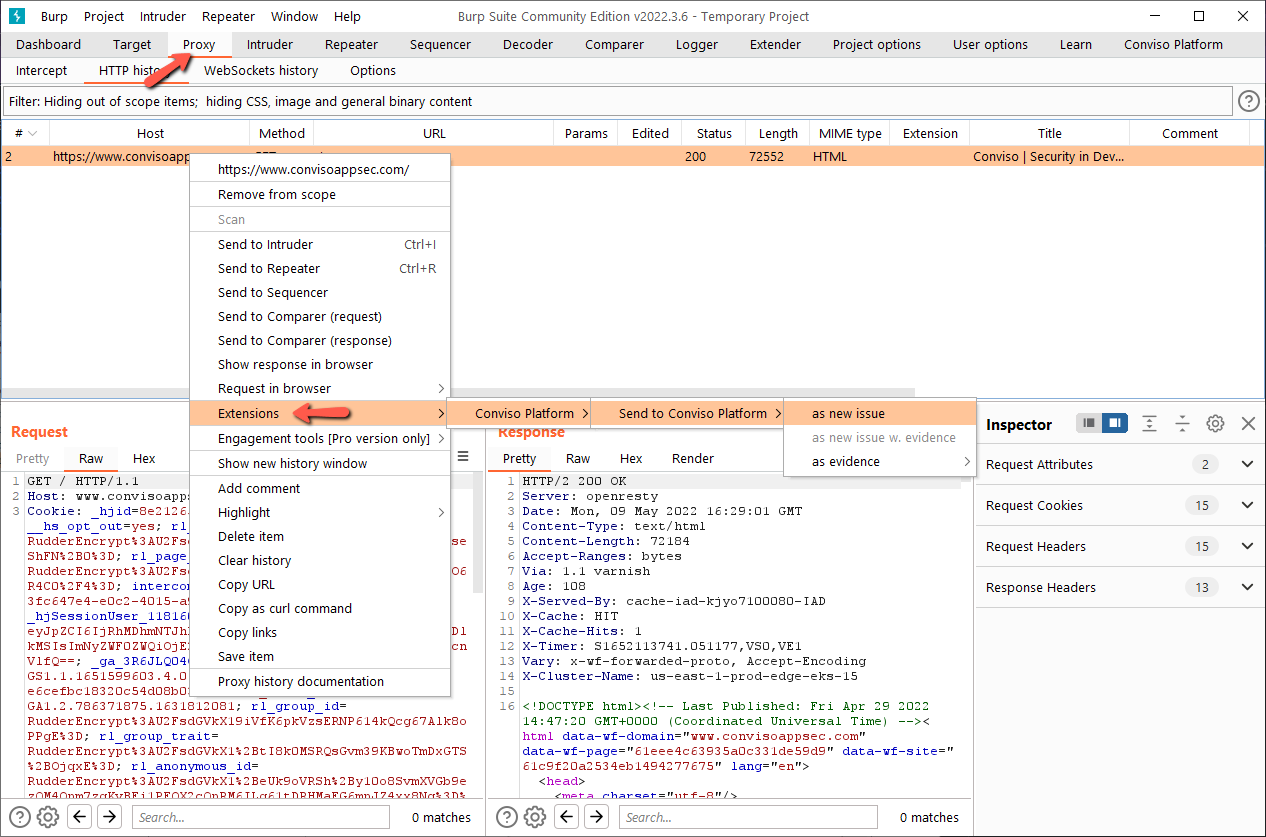 Burp Project Intruder Repeater Window Help Burp Suite Community Edition v2022.3.6 - Temporary Project
Dashboard Target Proxy Intruder Repeater Sequencer Decoder Comparer Logger Extender Project options User options Learn Conviso Platform
Intercept HTTP histo WebSockets history Options
Filter: Hiding out of scope items; hiding CSS, image and general binary content
# Host Method URL Params Edited Status Length MIME type Extension Title Comment
2 https://www.convisoapp 200 72552 HTML Conviso | Security in Dev...
https://www.convisoappsec.com/
Remove from scope
Scan
Send to Intruder Ctrl+I
Send to Repeater Ctrl+R
Send to Sequencer
Send to Comparer (request)
Send to Comparer (response)
Show response in browser
Request in browser
Extensions
Engagement tools [Pro version only]
Show new history window
Add comment
Highlight
Delete item
Clear history
Copy URL
Copy as curl command
Copy links
Save item
Proxy history documentation
Conviso Platform
Send to Conviso Platform
as new issue
as new issue w. evidence
as evidence
Request
Pretty Raw Hex
1 GET / HTTP/1.1
2 Host: www.convisoapps
3 Cookie: _hjid=8e2126
__hs_opt_out=yes; rl_
RudderEncrypt%3AU2Fsd
ShFN%2B0%3D; rl_page_
RudderEncrypt%3AU2Fsd
R4C0%2F4%3D; interco
3fc647e4-e0c2-4015-a
_hjSessionUser_11816
eyJpZCI6IjRhMDhmNTJh
kMSIsImNyZWF0ZWQiOjE
VlfQ==; _ga_3R6JLQ04
GS1.1.1651599603.4.0
e6cefbc18320c54d08b0
GA1.2.786371875.1631812081; rl_group_id=
RudderEncrypt%3AU2FsdGVkX19iVfK6pkVzsERNP614kQcg67Alk8o
PPgE%3D; rl_group_trait=
RudderEncrypt%3AU2FsdGVkX1%2BtI8kOMSRQsGvm39KBwoTmDxGTS
%2BOjqxE%3D; rl_anonymous_id=
RudderEncrypt%3AU2FsdGVkX1%2BeUk9oVRSh%2By10o8SvmXVGb9e
Search... 0 matches
Response
Pretty Raw Hex Render
1 HTTP/2 200 OK
2 Server: openresty
3 Date: Mon, 09 May 2022 16:29:01 GMT
4 Content-Type: text/html
5 Content-Length: 72184
6 Accept-Ranges: bytes
7 Via: 1.1 varnish
8 Age: 108
9 X-Served-By: cache-iad-kjyo7100080-IAD
10 X-Cache: HIT
11 X-Cache-Hits: 1
12 X-Timer: S1652113741.051177,VS0,VE1
13 Vary: x-wf-forwarded-proto, Accept-Encoding
14 X-Cluster-Name: us-east-1-prod-edge-eks-15
15
16 <!DOCTYPE html><!-- Last Published: Fri Apr 29 2022
14:47:20 GMT+0000 (Coordinated Universal Time) --><
html data-wf-domain="www.convisoappsec.com"
data-wf-page="61eee4c63935a0c331de59d9" data-wf-site="
61c9f20a2534eb1494277675" lang="en">
<head>
<meta charset="utf-8"/>
Search... 0 matches
Inspector
Request Attributes 2
Request Cookies 15
Request Headers 15
Response Headers 13